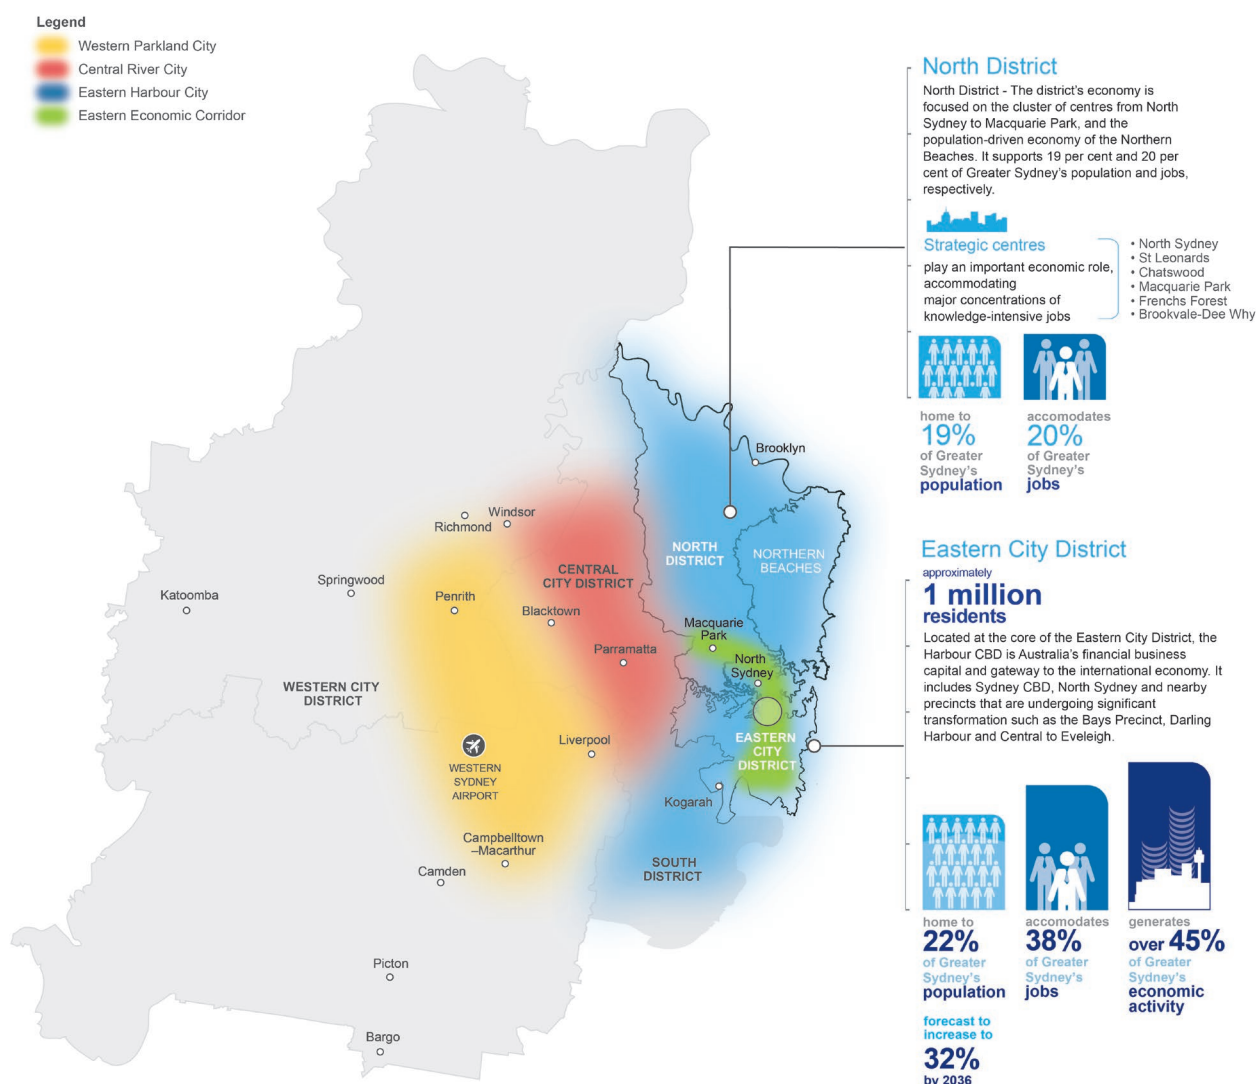 Legend
Western Parkland City
Central River City
Eastern Harbour City
Eastern Economic Corridor
North District
North District - The district's economy is
focused on the cluster of centres from North
Sydney to Macquarie Park, and the
population-driven economy of the Northern
Beaches. It supports 19 per cent and 20 per
cent of Greater Sydney's population and jobs,
respectively.
Strategic centres
play an important economic role,
accommodating
major concentrations of
knowledge-intensive jobs
• North Sydney
• St Leonards
• Chatswood
• Macquarie Park
• Frenchs Forest
• Brookvale-Dee Why
home to
19%
of Greater
Sydney's
population
accomodates
20%
of Greater
Sydney's
jobs
Brooklyn
Richmond
Windsor
NORTH
DISTRICT
NORTHERN
BEACHES
CENTRAL
CITY DISTRICT
Katoomba
Springwood
Penrith
Blacktown
Macquarie
Park
Parramatta
North
Sydney
WESTERN CITY
DISTRICT
Liverpool
EASTERN
CITY
DISTRICT
WESTERN
SYDNEY
AIRPORT
Kogarah
Campbelltown
–Macarthur
Camden
SOUTH
DISTRICT
Picton
Bargo
Eastern City District
approximately
1 million
residents
Located at the core of the Eastern City District, the
Harbour CBD is Australia's financial business
capital and gateway to the international economy. It
includes Sydney CBD, North Sydney and nearby
precincts that are undergoing significant
transformation such as the Bays Precinct, Darling
Harbour and Central to Eveleigh.
home to
22%
of Greater
Sydney's
population
forecast to
increase to
32%
by 2036
accomodates
38%
of Greater
Sydney's
jobs
generates
over 45%
of Greater
Sydney's
economic
activity